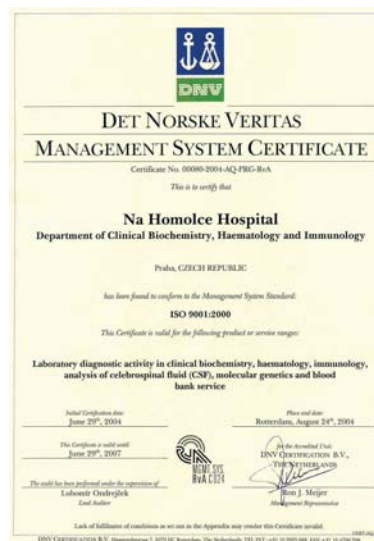 DNV
DET NORSKE VERITAS
MANAGEMENT SYSTEM CERTIFICATE
Certificate No. 00080-2004-AQ-PRG-RvA
This is to certify that
Na Homolce Hospital
Department of Clinical Biochemistry, Haematology and Immunology
Praha, CZECH REPUBLIC
has been found to conform to the Management System Standard:
ISO 9001:2000
This Certificate is valid for the following product or service ranges:
Laboratory diagnostic activity in clinical biochemistry, haematology, immunology,
analysis of celebrospinal fluid (CSF), molecular genetics and blood
bank service
Initial Certification date:
June 29th, 2004
Place and date:
Rotterdam, August 24th, 2004
This Certificate is valid until:
June 29th, 2007
for the Accredited Unit:
DNV CERTIFICATION B.V.,
THE NETHERLANDS
MGMT. SYS.
RvA C024
The audit has been performed under the supervision of
Lubomír Ondrejíček
Lead Auditor
Ron J. Meijer
Management Representative
Lack of fulfilment of conditions as set out in the Appendix may render this Certificate invalid.
DNV CERTIFICATION B.V.